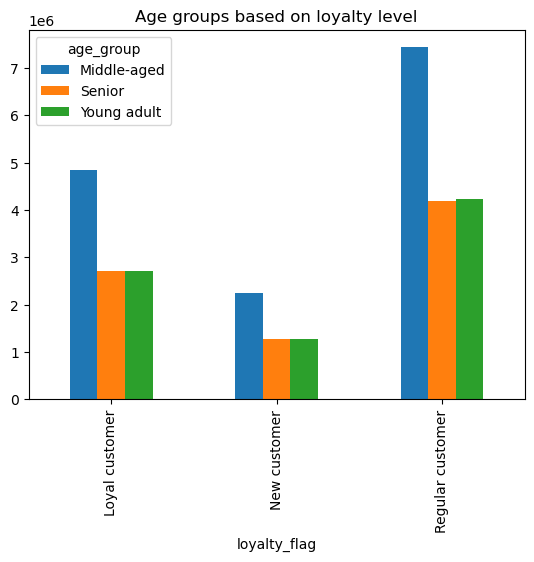 Age groups based on loyalty level
1e6
age_group
Middle-aged
Senior
Young adult
7
6
5
4
3
2
1
0
Loyal customer
New customer
Regular customer
loyalty_flag